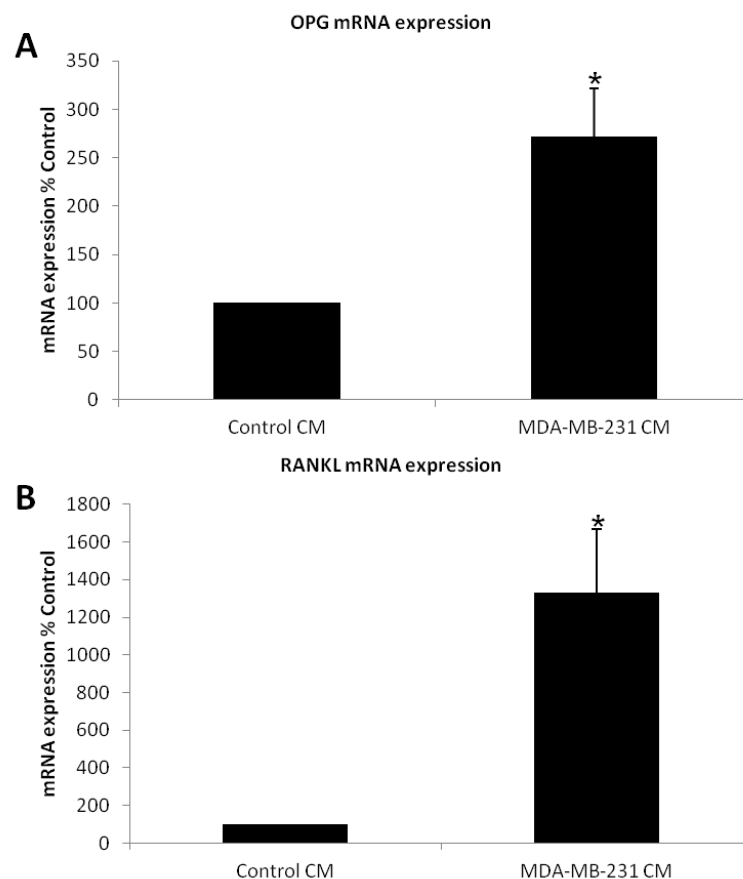 OPG mRNA expression
A
mRNA expression % Control
350
300
250
200
150
100
50
0
*
Control CM
MDA-MB-231 CM
RANKL mRNA expression
B
mRNA expression % Control
1800
1600
1400
1200
1000
800
600
400
200
0
*
Control CM
MDA-MB-231 CM